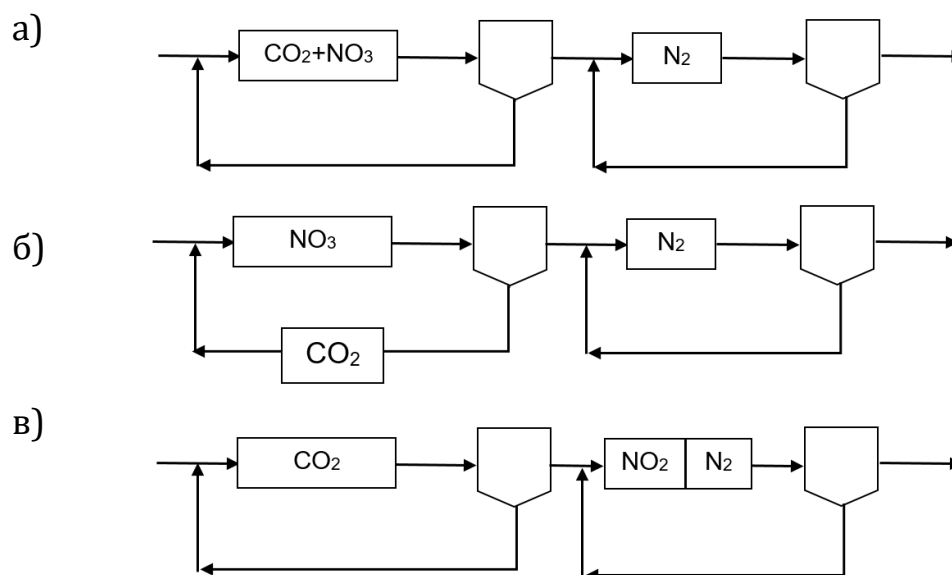 а)
CO₂+NO₃
N₂
б)
NO₃
N₂
CO₂
в)
CO₂
NO₂
N₂